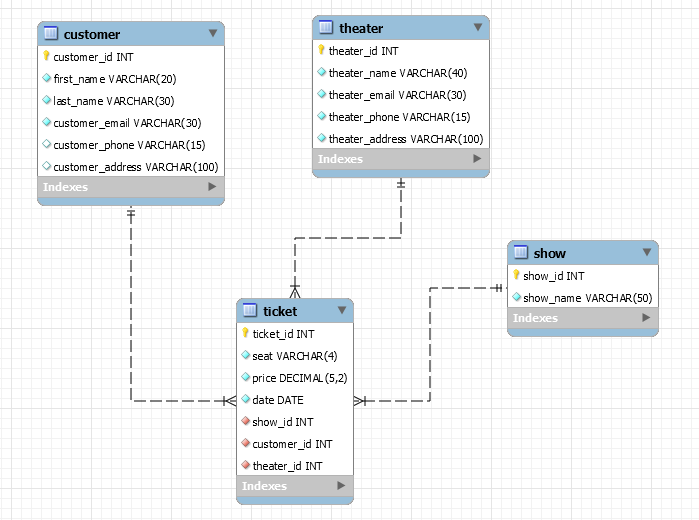 customer
customer_id INT
first_name VARCHAR(20)
last_name VARCHAR(30)
customer_email VARCHAR(30)
customer_phone VARCHAR(15)
customer_address VARCHAR(100)
Indexes
theater
theater_id INT
theater_name VARCHAR(40)
theater_email VARCHAR(30)
theater_phone VARCHAR(15)
theater_address VARCHAR(100)
Indexes
show
show_id INT
show_name VARCHAR(50)
Indexes
ticket
ticket_id INT
seat VARCHAR(4)
price DECIMAL(5,2)
date DATE
show_id INT
customer_id INT
theater_id INT
Indexes